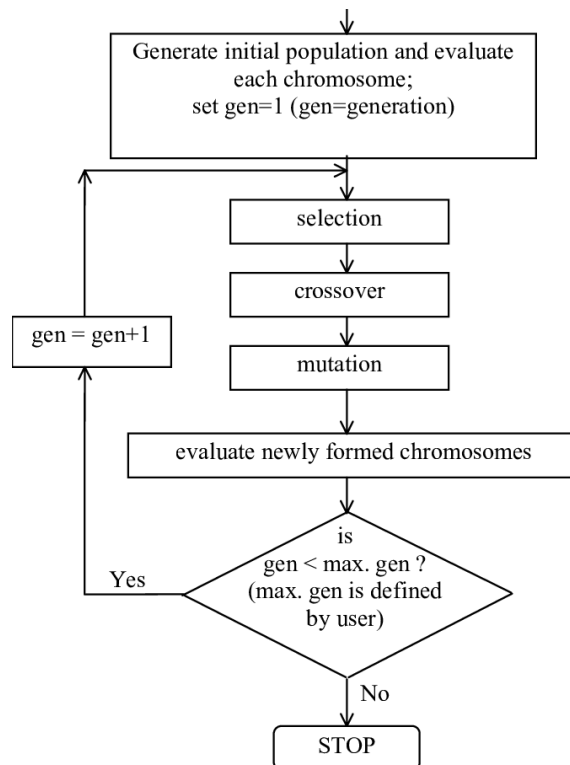 Generate initial population and evaluate
each chromosome;
set gen=1 (gen=generation)
selection
crossover
gen = gen+1
mutation
evaluate newly formed chromosomes
is
gen < max. gen ?
(max. gen is defined
by user)
Yes
No
STOP